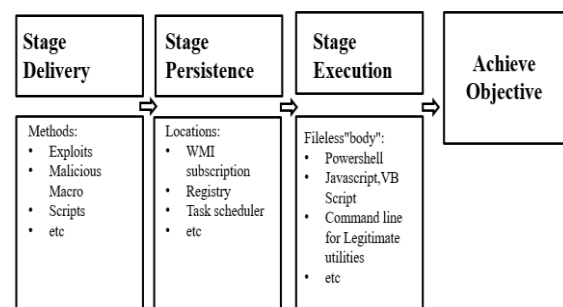 Stage
Delivery
Stage
Persistence
Stage
Execution
Achieve
Objective
Methods:
• Exploits
• Malicious
Macro
• Scripts
• etc
Locations:
• WMI
subscription
• Registry
• Task scheduler
• etc
Fileless"body":
• Powershell
• Javascript,VB
Script
• Command line
for Legitimate
utilities
• etc